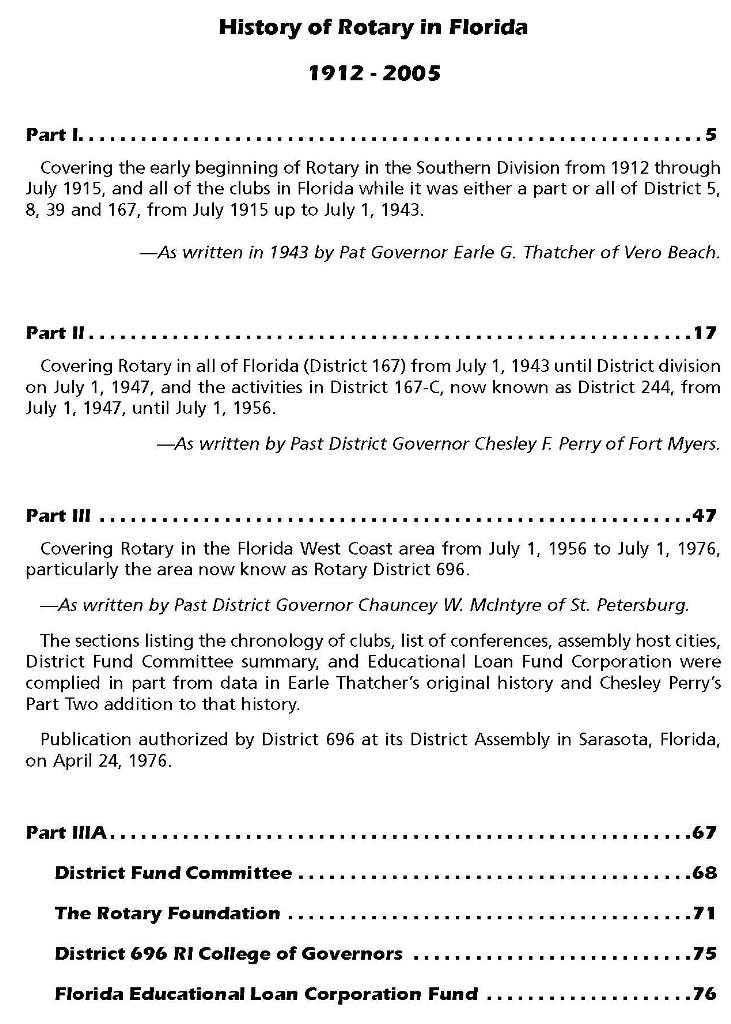 History of Rotary in Florida
1912 - 2005
Part I. . . . . . . . . . . . . . . . . . . . . . . . . . . . . . . . . . . . . . . . . . . . . . . . . . . . . . . . . . . . . 5
Covering the early beginning of Rotary in the Southern Division from 1912 through
July 1915, and all of the clubs in Florida while it was either a part or all of District 5,
8, 39 and 167, from July 1915 up to July 1, 1943.
—As written in 1943 by Pat Governor Earle G. Thatcher of Vero Beach.
Part II . . . . . . . . . . . . . . . . . . . . . . . . . . . . . . . . . . . . . . . . . . . . . . . . . . . . . . . . . . . 17
Covering Rotary in all of Florida (District 167) from July 1, 1943 until District division
on July 1, 1947, and the activities in District 167-C, now known as District 244, from
July 1, 1947, until July 1, 1956.
—As written by Past District Governor Chesley F. Perry of Fort Myers.
Part III . . . . . . . . . . . . . . . . . . . . . . . . . . . . . . . . . . . . . . . . . . . . . . . . . . . . . . . . . . 47
Covering Rotary in the Florida West Coast area from July 1, 1956 to July 1, 1976,
particularly the area now know as Rotary District 696.
—As written by Past District Governor Chauncey W. McIntyre of St. Petersburg.
The sections listing the chronology of clubs, list of conferences, assembly host cities,
District Fund Committee summary, and Educational Loan Fund Corporation were
complied in part from data in Earle Thatcher's original history and Chesley Perry's
Part Two addition to that history.
Publication authorized by District 696 at its District Assembly in Sarasota, Florida,
on April 24, 1976.
Part IIIA . . . . . . . . . . . . . . . . . . . . . . . . . . . . . . . . . . . . . . . . . . . . . . . . . . . . . . . . . 67
District Fund Committee . . . . . . . . . . . . . . . . . . . . . . . . . . . . . . . . . . . . . . 68
The Rotary Foundation . . . . . . . . . . . . . . . . . . . . . . . . . . . . . . . . . . . . . . . 71
District 696 RI College of Governors . . . . . . . . . . . . . . . . . . . . . . . . . . . 75
Florida Educational Loan Corporation Fund . . . . . . . . . . . . . . . . . . . . 76